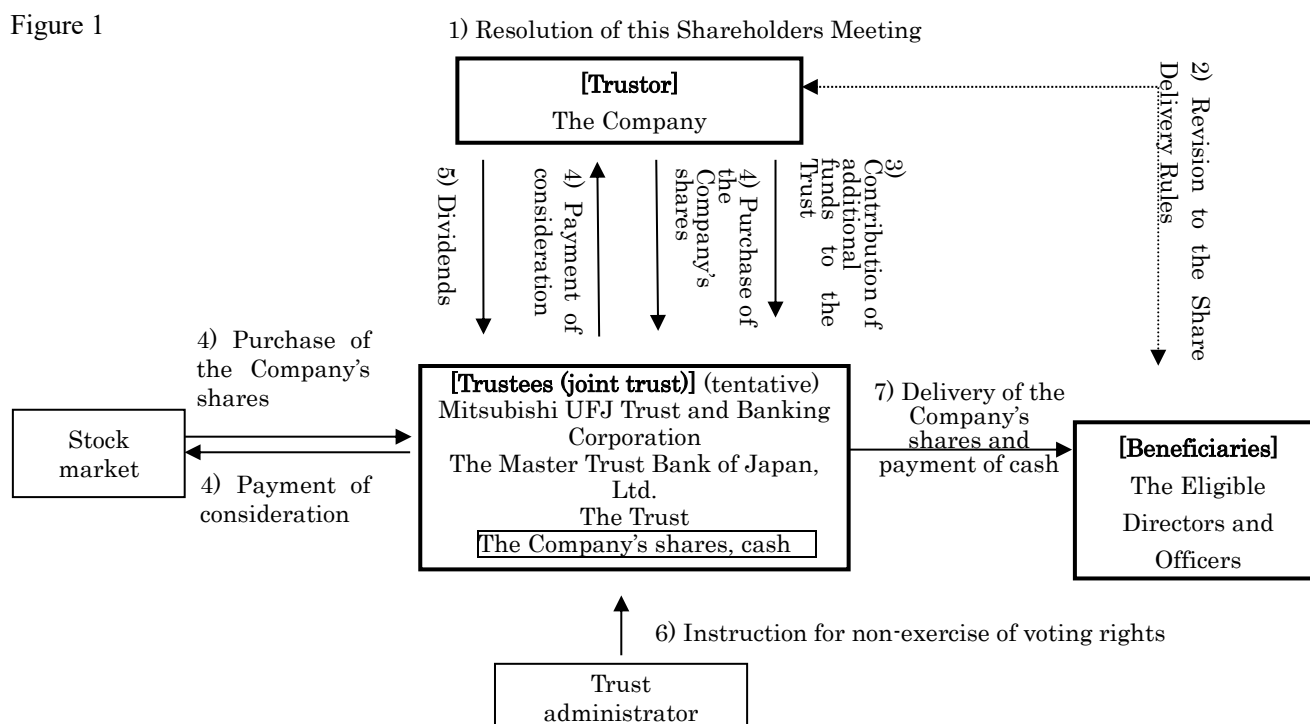 Figure 1
1) Resolution of this Shareholders Meeting
[Trustor]
The Company
2) Revision to the Share
Delivery Rules
5) Dividends
4) Payment of
consideration
4) Purchase of
the Company's
shares
3)
Contribution of
additional
funds to the
Trust
4) Purchase of
the Company's
shares
Stock
market
4) Payment of
consideration
[Trustees (joint trust)] (tentative)
Mitsubishi UFJ Trust and Banking
Corporation
The Master Trust Bank of Japan,
Ltd.
The Trust
The Company's shares, cash
7) Delivery of the
Company's
shares and
payment of cash
[Beneficiaries]
The Eligible
Directors and
Officers
6) Instruction for non-exercise of voting rights
Trust
administrator